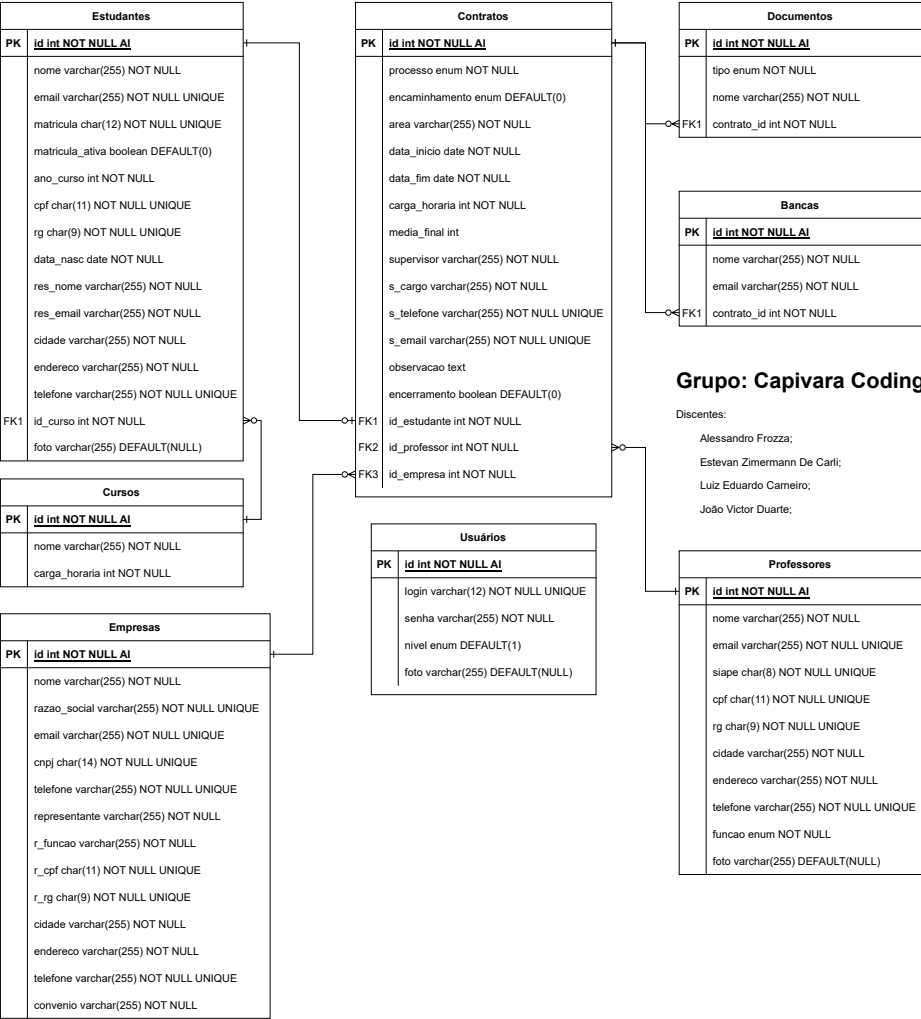 Estudantes
PK id int NOT NULL AI
nome varchar(255) NOT NULL
email varchar(255) NOT NULL UNIQUE
matricula char(12) NOT NULL UNIQUE
matricula_ativa boolean DEFAULT(0)
ano_curso int NOT NULL
cpf char(11) NOT NULL UNIQUE
rg char(9) NOT NULL UNIQUE
data_nasc date NOT NULL
res_nome varchar(255) NOT NULL
res_email varchar(255) NOT NULL
cidade varchar(255) NOT NULL
endereco varchar(255) NOT NULL
telefone varchar(255) NOT NULL UNIQUE
FK1 id_curso int NOT NULL
foto varchar(255) DEFAULT(NULL)
Cursos
PK id int NOT NULL AI
nome varchar(255) NOT NULL
carga_horaria int NOT NULL
Empresas
PK id int NOT NULL AI
nome varchar(255) NOT NULL
razao_social varchar(255) NOT NULL UNIQUE
email varchar(255) NOT NULL UNIQUE
cnpj char(14) NOT NULL UNIQUE
telefone varchar(255) NOT NULL UNIQUE
representante varchar(255) NOT NULL
r_funcao varchar(255) NOT NULL
r_cpf char(11) NOT NULL UNIQUE
r_rg char(9) NOT NULL UNIQUE
cidade varchar(255) NOT NULL
endereco varchar(255) NOT NULL
telefone varchar(255) NOT NULL UNIQUE
convenio varchar(255) NOT NULL
Contratos
PK id int NOT NULL AI
processo enum NOT NULL
encaminhamento enum DEFAULT(0)
area varchar(255) NOT NULL
data_inicio date NOT NULL
data_fim date NOT NULL
carga_horaria int NOT NULL
media_final int
supervisor varchar(255) NOT NULL
s_cargo varchar(255) NOT NULL
s_telefone varchar(255) NOT NULL UNIQUE
s_email varchar(255) NOT NULL UNIQUE
observacao text
encerramento boolean DEFAULT(0)
FK1 id_estudante int NOT NULL
FK2 id_professor int NOT NULL
FK3 id_empresa int NOT NULL
Usuários
PK id int NOT NULL AI
login varchar(12) NOT NULL UNIQUE
senha varchar(255) NOT NULL
nivel enum DEFAULT(1)
foto varchar(255) DEFAULT(NULL)
Documentos
PK id int NOT NULL AI
tipo enum NOT NULL
nome varchar(255) NOT NULL
FK1 contrato_id int NOT NULL
Bancas
PK id int NOT NULL AI
nome varchar(255) NOT NULL
email varchar(255) NOT NULL
FK1 contrato_id int NOT NULL
Grupo: Capivara Coding
Discentes:
Alessandro Frozza;
Estevan Zimermann De Carli;
Luiz Eduardo Carneiro;
João Victor Duarte;
Professores
PK id int NOT NULL AI
nome varchar(255) NOT NULL
email varchar(255) NOT NULL UNIQUE
siape char(8) NOT NULL UNIQUE
cpf char(11) NOT NULL UNIQUE
rg char(9) NOT NULL UNIQUE
cidade varchar(255) NOT NULL
endereco varchar(255) NOT NULL
telefone varchar(255) NOT NULL UNIQUE
funcao enum NOT NULL
foto varchar(255) DEFAULT(NULL)